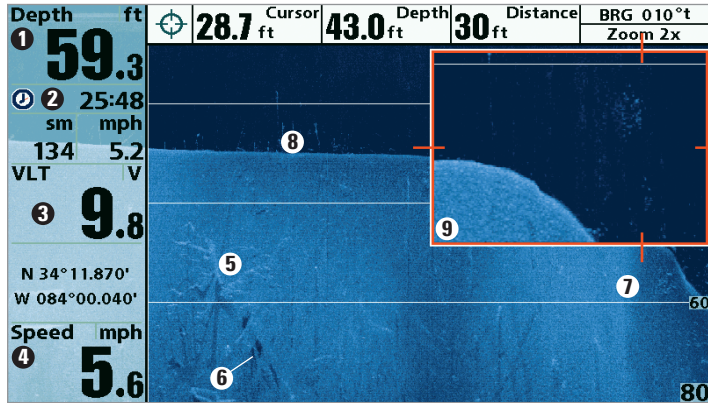 Depth ft
1
59.3
2 25:48
sm mph
134 5.2
VLT V
3 9.8
N 34°11.870'
W 084°00.040'
Speed mph
4
5.6
Cursor
28.7 ft
Depth
43.0 ft
Distance
30 ft
BRG 010°t
Zoom 2x
8
9
5
7
60
6
80